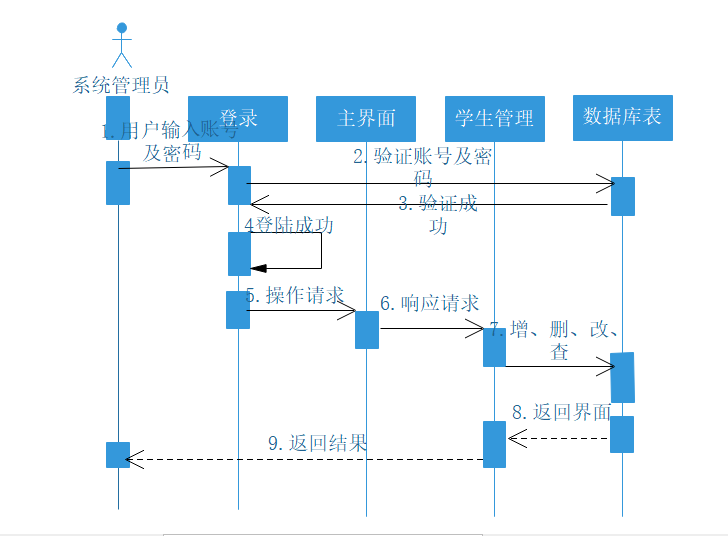 系统管理员
登录
主界面
学生管理
数据库表
1.用户输入账号
及密码
2.验证账号及密
码
3.验证成
功
4登陆成功
5.操作请求
6.响应请求
7.增、删、改、
查
8.返回界面
9.返回结果